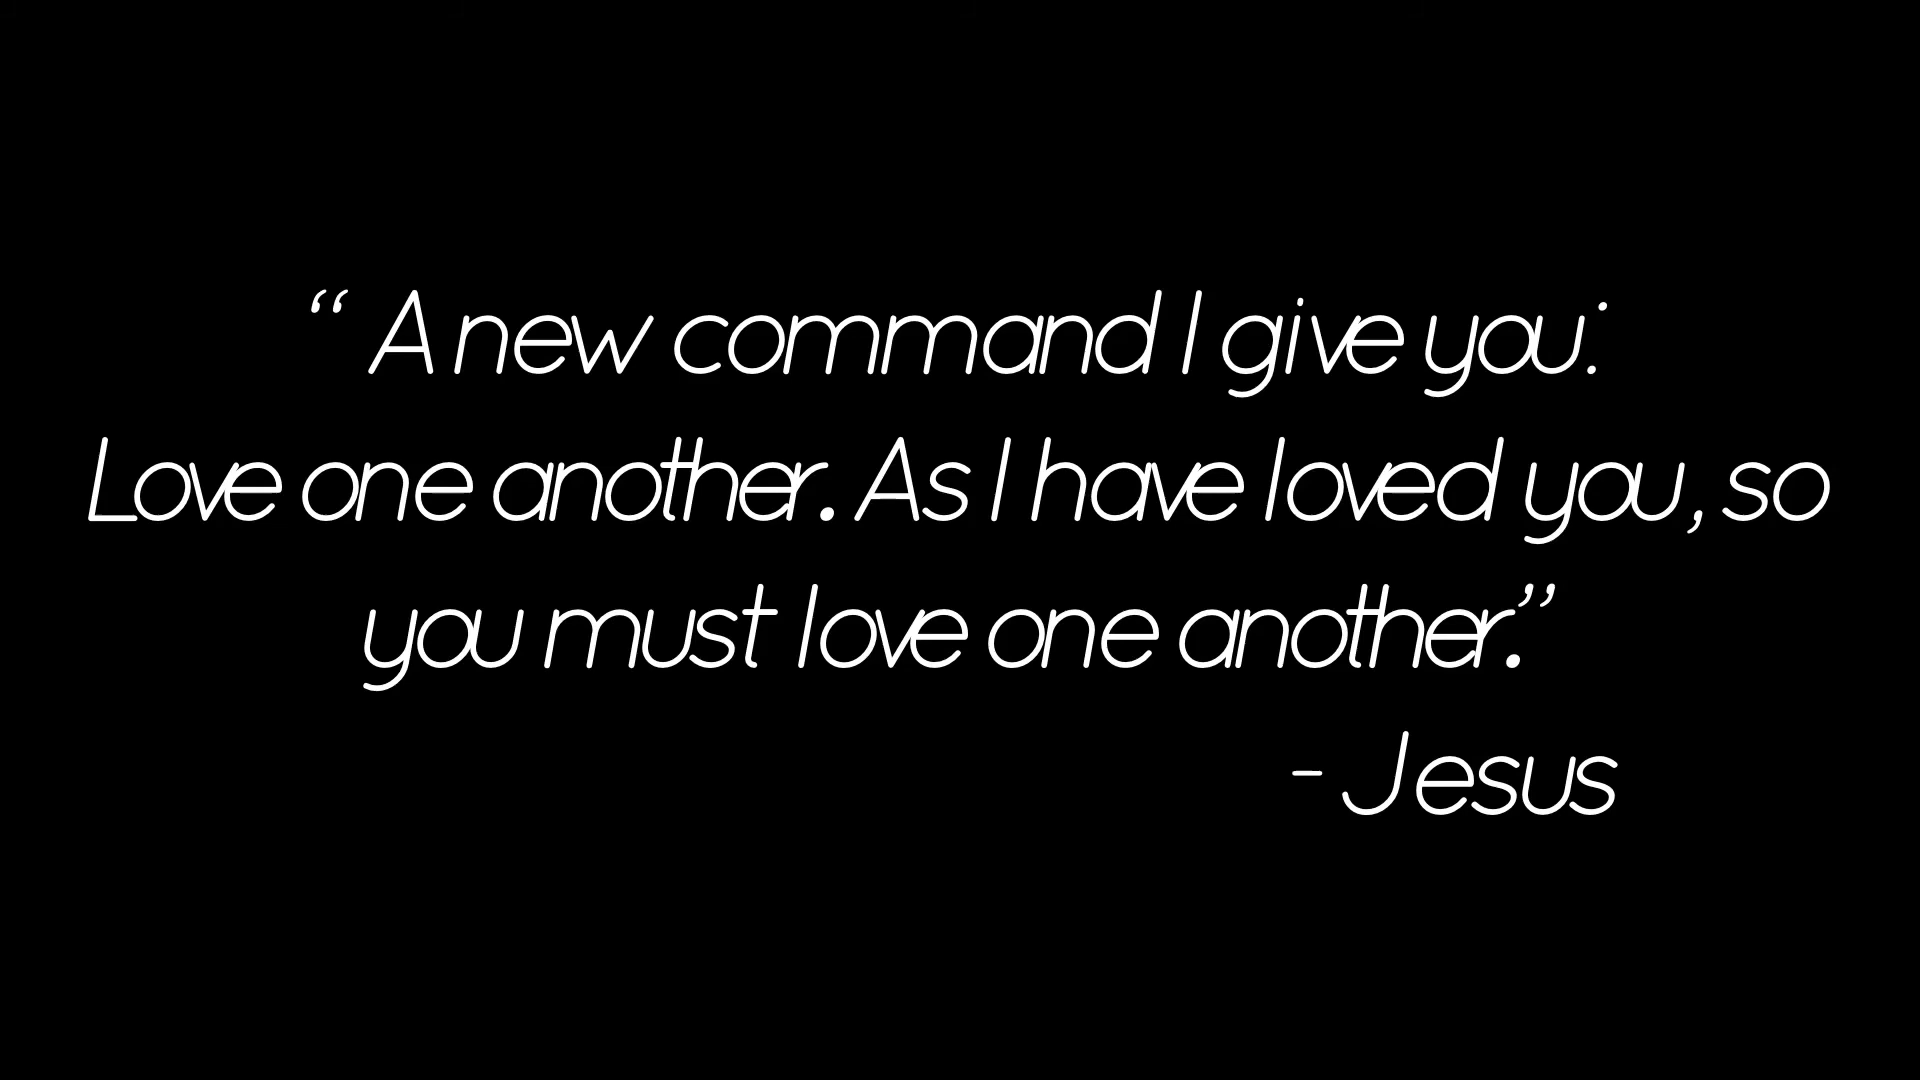 “ A new command I give you:
Love one another. As I have loved you, so
you must love one another.”
- Jesus